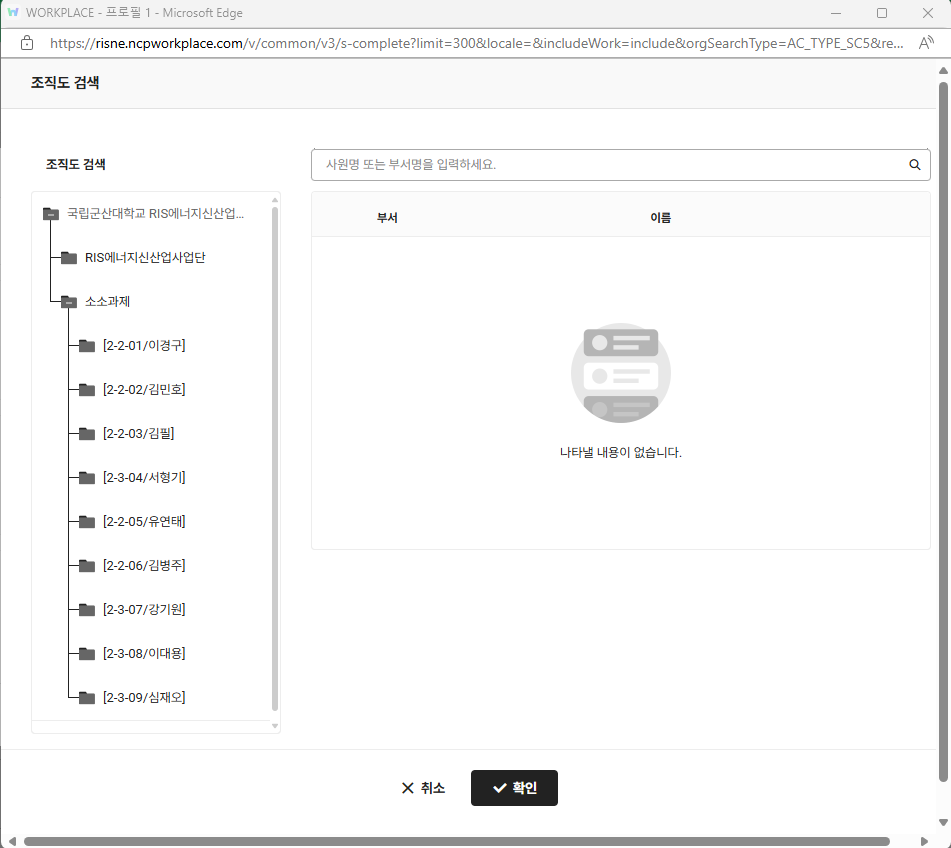 WORKPLACE - 프로필 1 - Microsoft Edge
https://risne.ncpworkplace.com/v/common/v3/s-complete?limit=300&locale=&includeWork=include&orgSearchType=AC_TYPE_SC5&re...
조직도 검색
조직도 검색
사원명 또는 부서명을 입력하세요.
국립군산대학교 RIS에너지신산업...
RIS에너지신산업사업단
소소과제
[2-2-01/이경구]
[2-2-02/김민호]
[2-2-03/김필]
[2-3-04/서형기]
[2-2-05/유연태]
[2-2-06/김병주]
[2-3-07/강기원]
[2-3-08/이대용]
[2-3-09/심재오]
부서 이름
나타낼 내용이 없습니다.
취소 확인